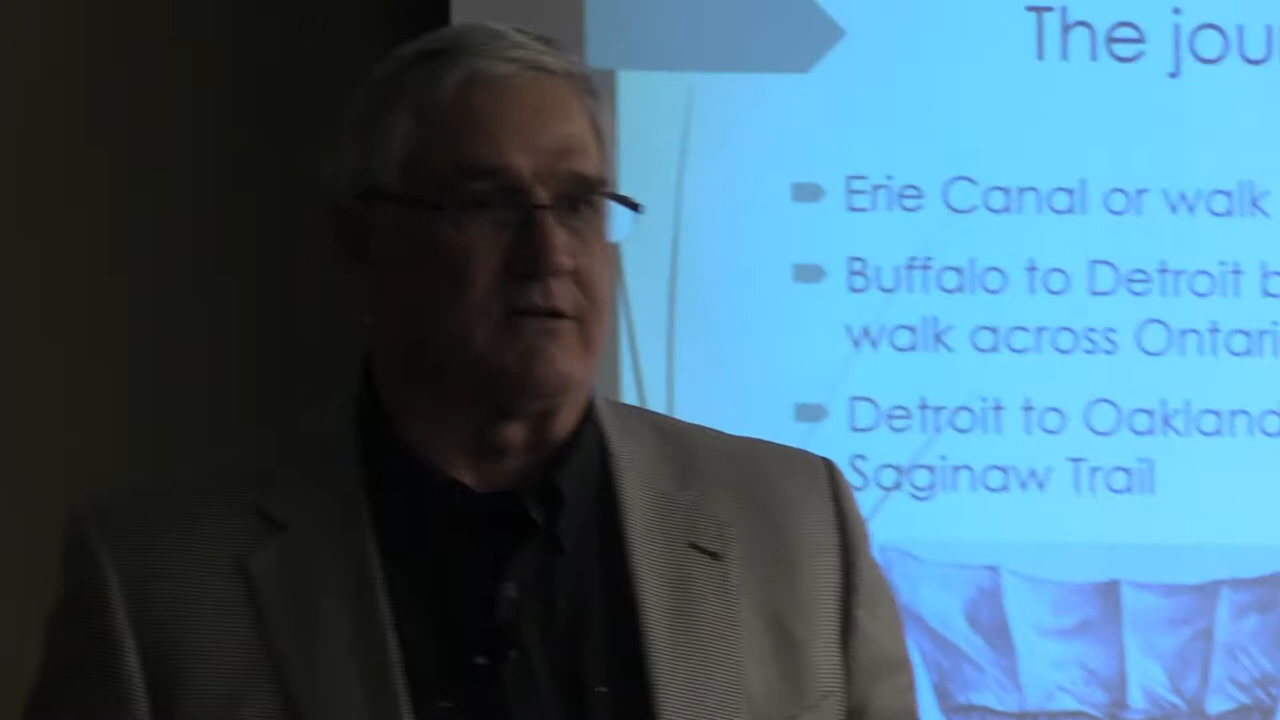 The jou
Erie Canal or walk
Buffalo to Detroit b
walk across Ontari
Detroit to Oakland
Saginaw Trail